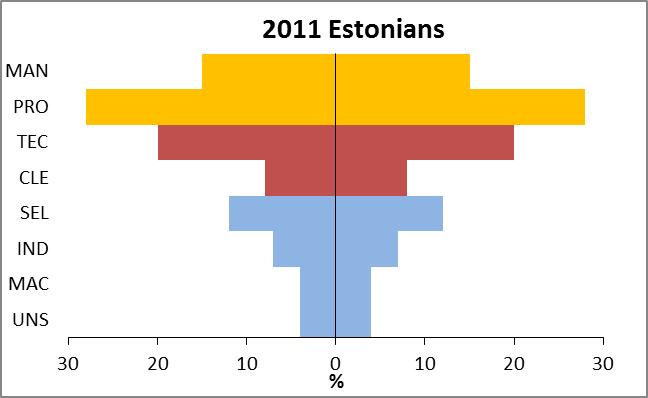 2011 Estonians
MAN
PRO
TEC
CLE
SEL
IND
MAC
UNS
30 20 10 0 10 20 30
%